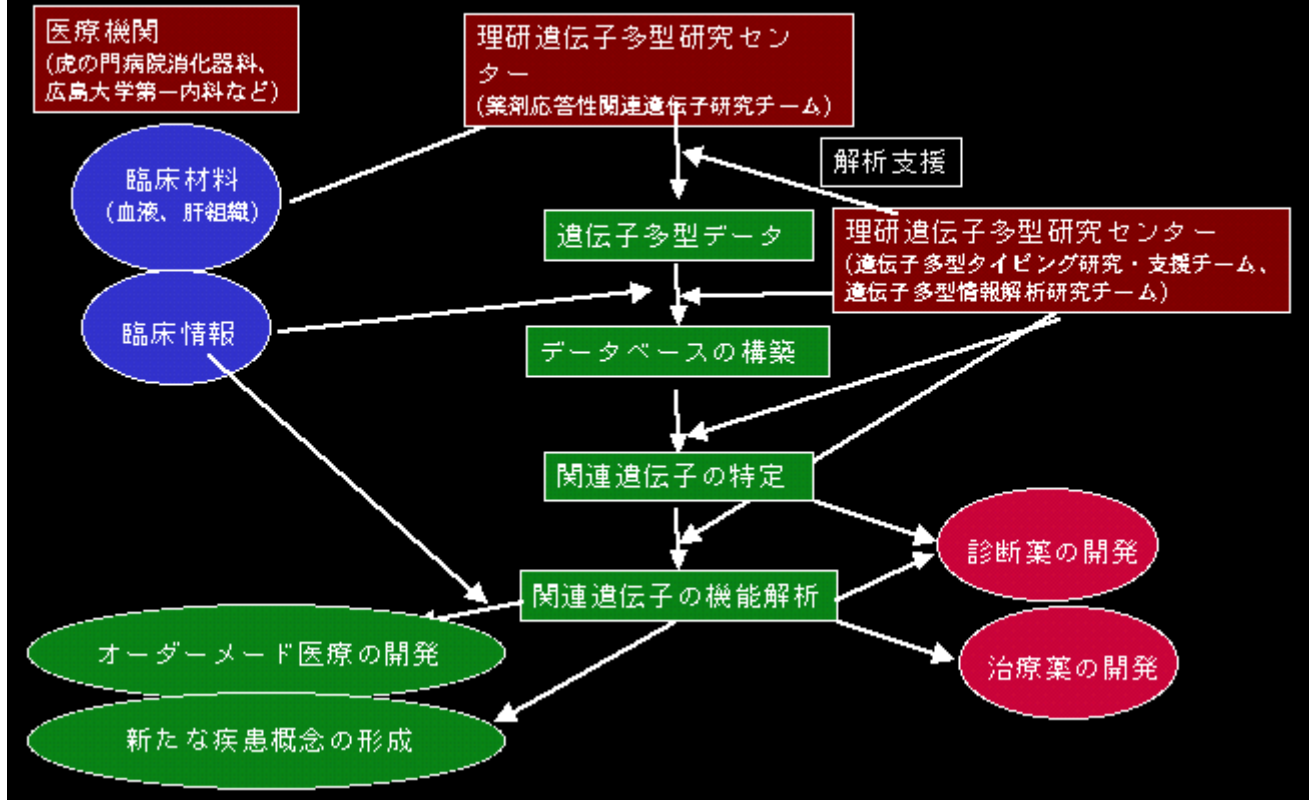 医療機関
(虎の門病院消化器科、
広島大学第一内科など)
理研遺伝子多型研究セン
ター
(薬剤応答性関連遺伝子研究チーム)
臨床材料
(血液、肝組織)
解析支援
遺伝子多型データ
理研遺伝子多型研究センター
(遺伝子多型タイピング研究・支援チーム、
遺伝子多型情報解析研究チーム)
臨床情報
データベースの構築
関連遺伝子の特定
診断薬の開発
関連遺伝子の機能解析
オーダーメード医療の開発
治療薬の開発
新たな疾患概念の形成